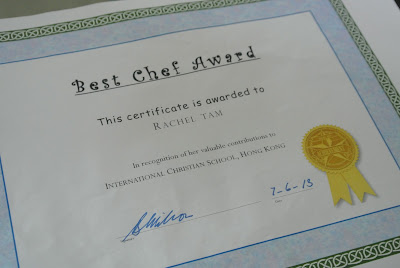 Best Chef Award
This certificate is awarded to
RACHEL TAM
In recognition of her valuable contributions to
INTERNATIONAL CHRISTIAN SCHOOL, HONG KONG
7-6-13